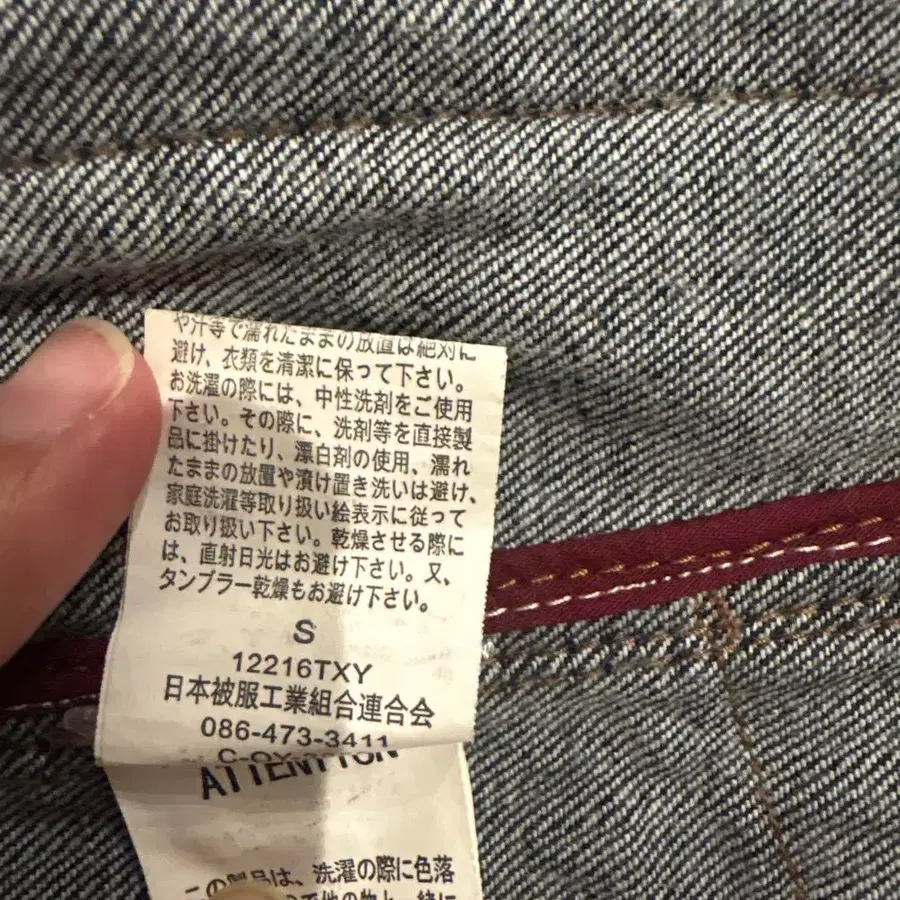 や汁等で濡れたままの放置は絶対に
避け、衣類を清潔に保って下さい。
お洗濯の際には、中性洗剤をご使用
下さい。その際に、洗剤等を直接製
品に掛けたり、漂白剤の使用、濡れ
たままの放置や漬け置き洗いは避け、
家庭洗濯等取り扱い絵表示に従って
お取り扱い下さい。乾燥させる際に
は、直射日光はお避け下さい。又、
タンブラー乾燥もお避け下さい。
S
12216TXY
日本被服工業組合連合会
086-473-3411
ATTENTION
この製品は、洗濯の際に色落
で他の物と一緒に